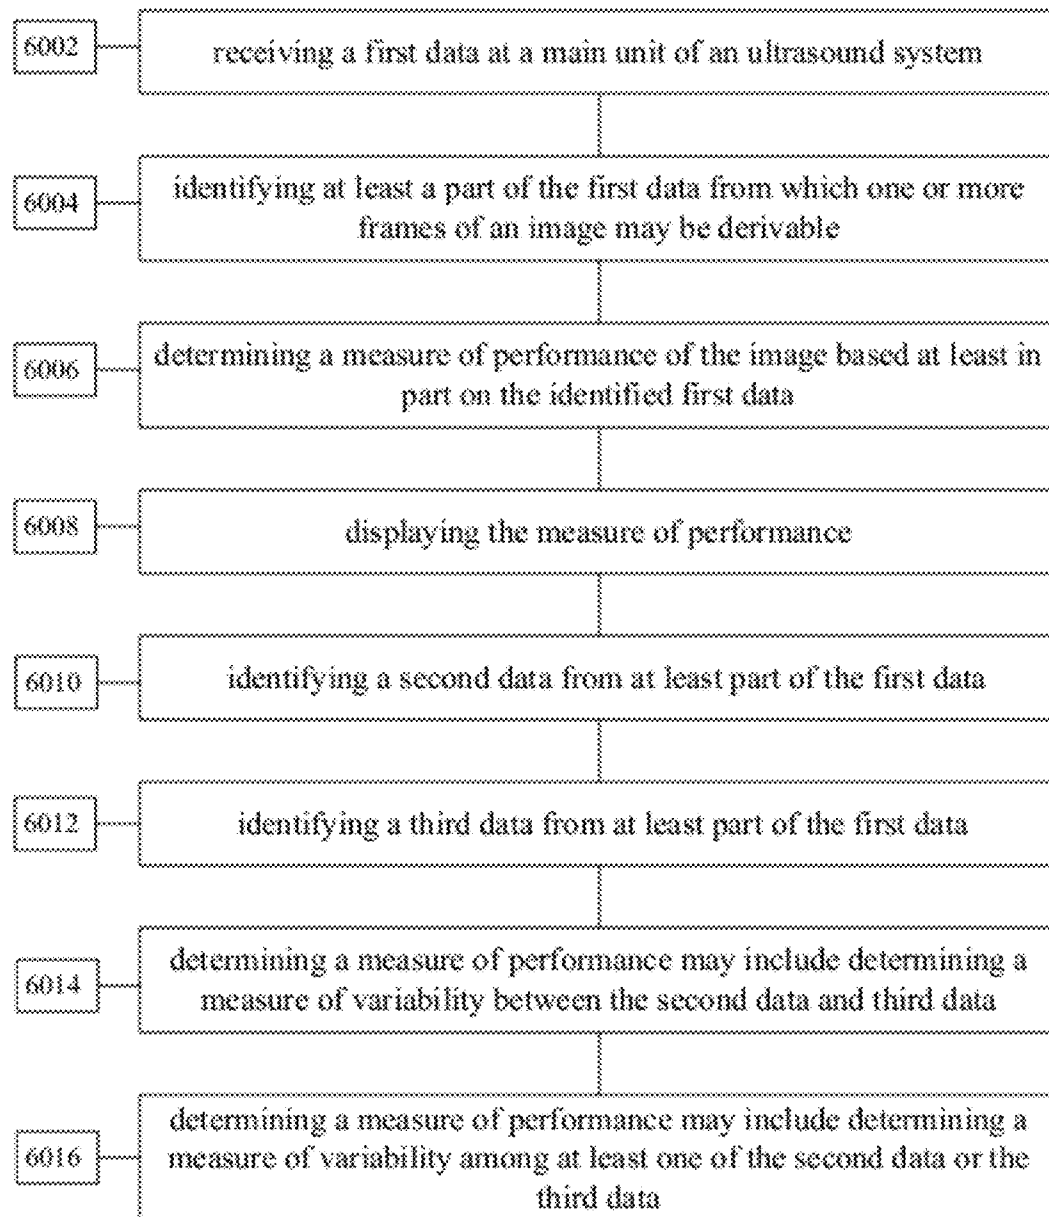 6002
receiving a first data at a main unit of an ultrasound system
6004
identifying at least a part of the first data from which one or more
frames of an image may be derivable
6006
determining a measure of performance of the image based at least in
part on the identified first data
6008
displaying the measure of performance
6010
identifying a second data from at least part of the first data
6012
identifying a third data from at least part of the first data
6014
determining a measure of performance may include determining a
measure of variability between the second data and third data
6016
determining a measure of performance may include determining a
measure of variability among at least one of the second data or the
third data